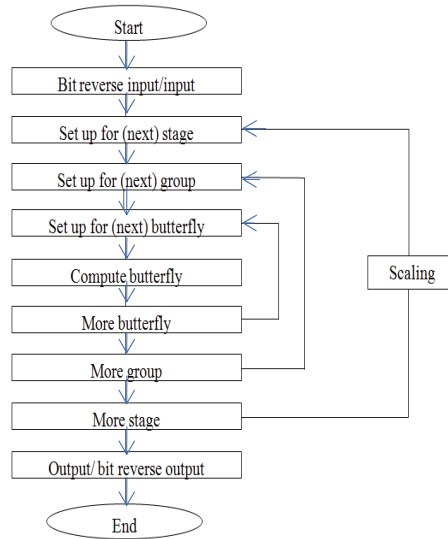 Start
Bit reverse input/input
Set up for (next) stage
Set up for (next) group
Set up for (next) butterfly
Compute butterfly
Scaling
More butterfly
More group
More stage
Output/ bit reverse output
End